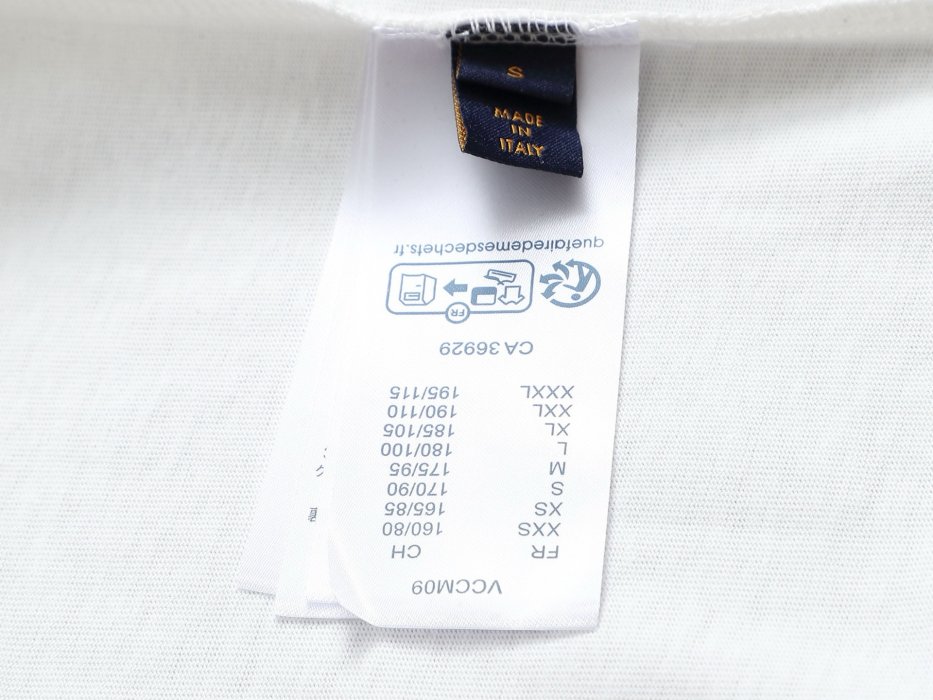 S
MADE
IN
ITALY
VCCM09
FR CH
XXS 160/80
XS 165/85
S 170/90
M 175/95
L 180/100
XL 185/105
XXL 190/110
XXXL 195/115
CA 36929
FR
quefairedemesdechets.fr